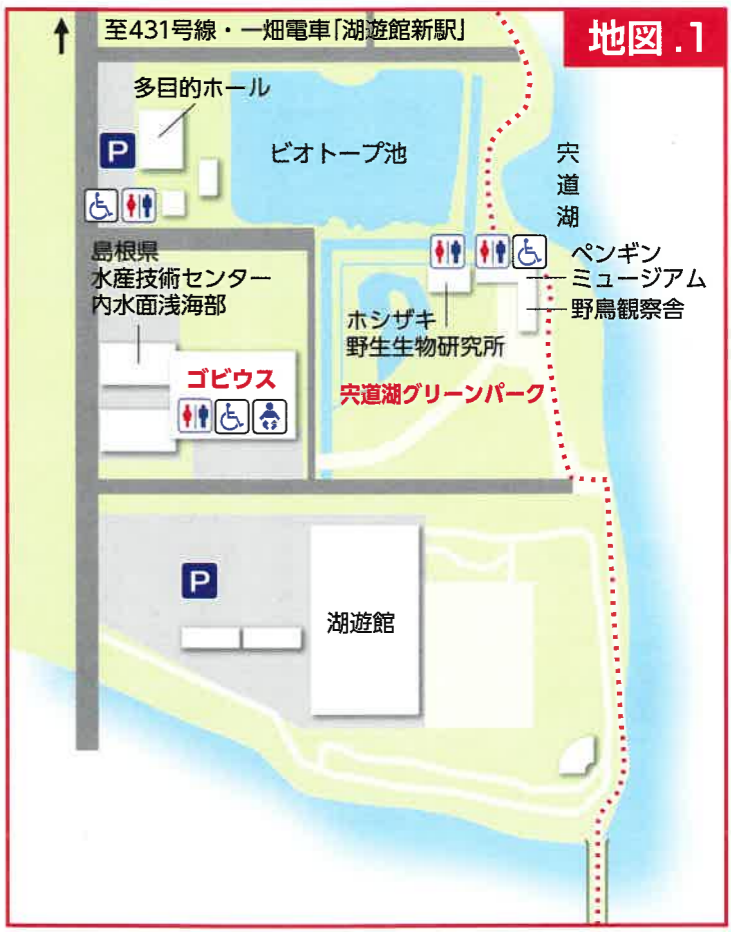 至431号線・一畑電車「湖遊館新駅」
地図.1
多目的ホール
P
ビオトープ池
宍道湖
島根県
水産技術センター
内水面浅海部
ペンギン
ミュージアム
野鳥観察舎
ホシザキ
野生生物研究所
ゴビウス
宍道湖グリーンパーク
P
湖遊館